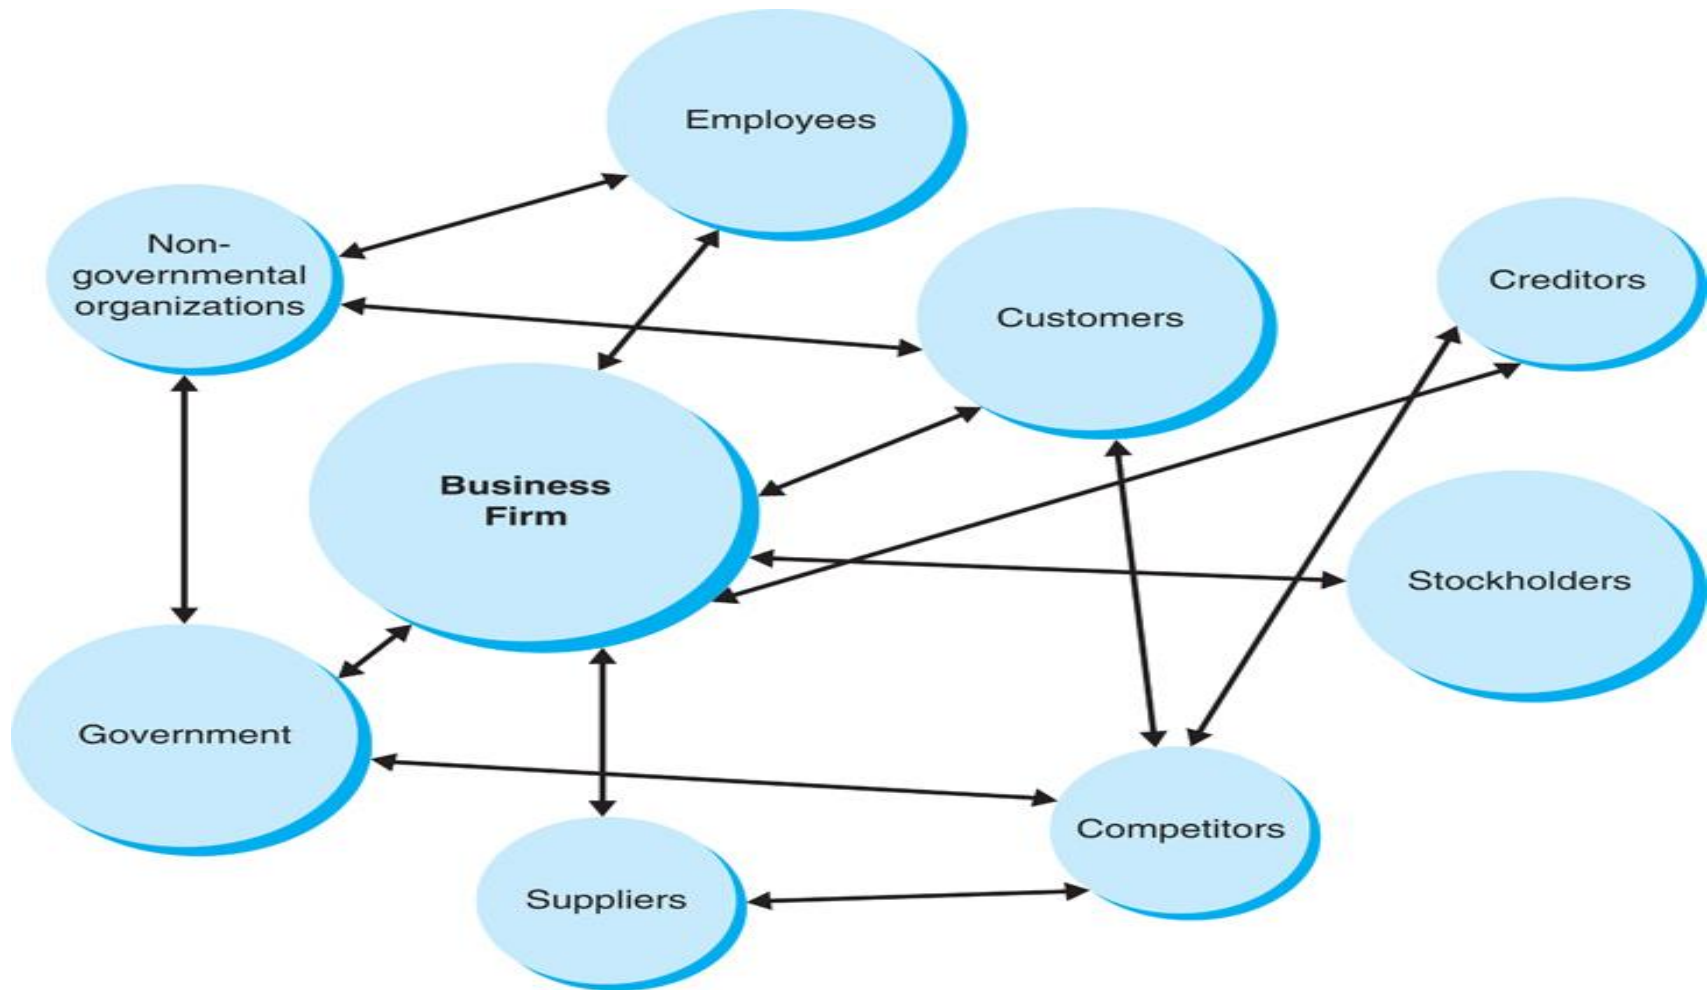 Employees
Non-
governmental
organizations
Customers
Creditors
Business
Firm
Stockholders
Government
Competitors
Suppliers